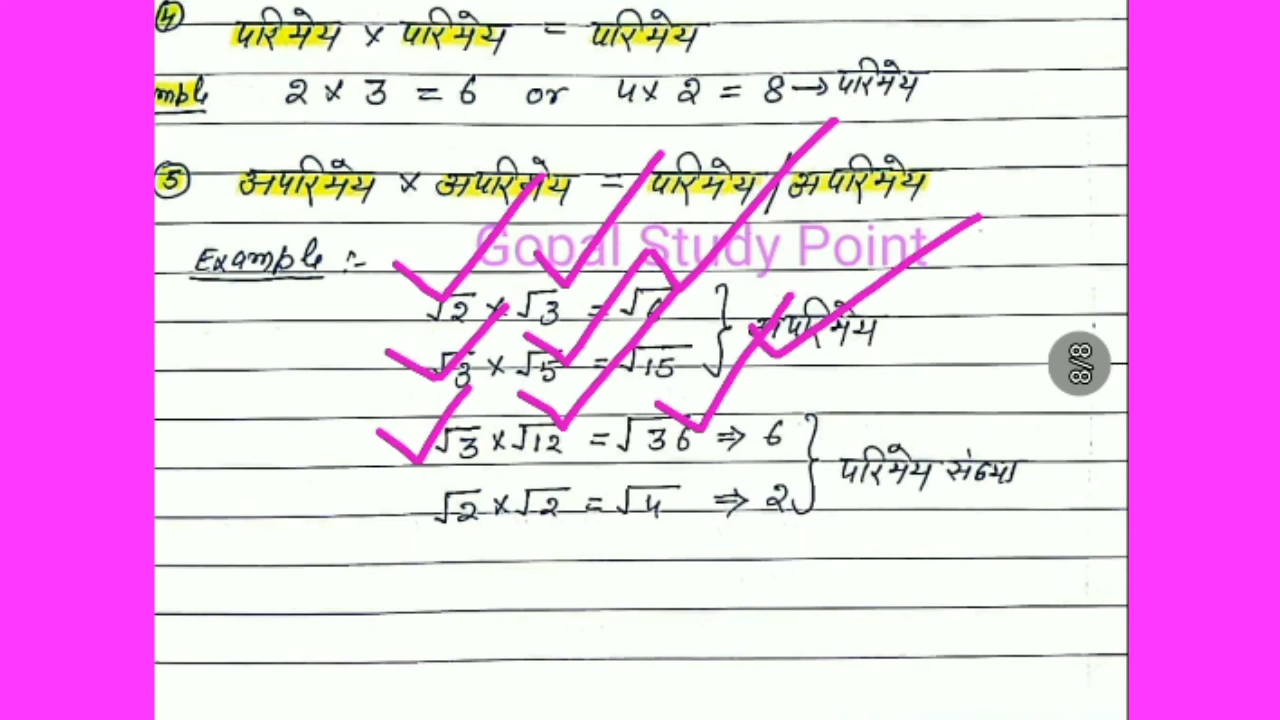 4 परिमेय × परिमेय = परिमेय
mple 2 × 3 = 6 or 4 × 2 = 8 → परिमेय
5 अपरिमेय × अपरिमेय = परिमेय / अपरिमेय
Gopal Study Point
Example :-
√2 × √3 = √6
√3 × √5 = √15 } अपरिमेय
√3 × √12 = √36 ⇒ 6
√2 × √2 = √4 ⇒ 2 } परिमेय संख्या
8/8